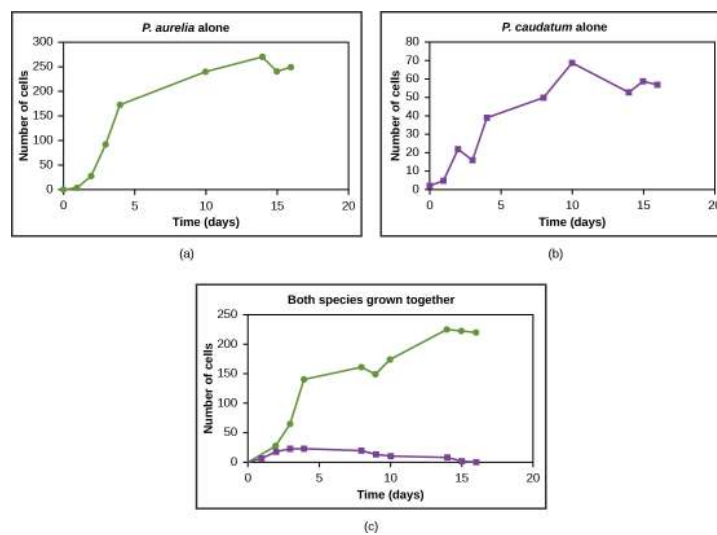 P. aurelia alone
300
250
200
150
100
50
0
Number of cells
0 5 10 15 20
Time (days)
(a)
P. caudatum alone
80
70
60
50
40
30
20
10
0
Number of cells
0 5 10 15 20
Time (days)
(b)
Both species grown together
250
200
150
100
50
0
Number of cells
0 5 10 15 20
Time (days)
(c)